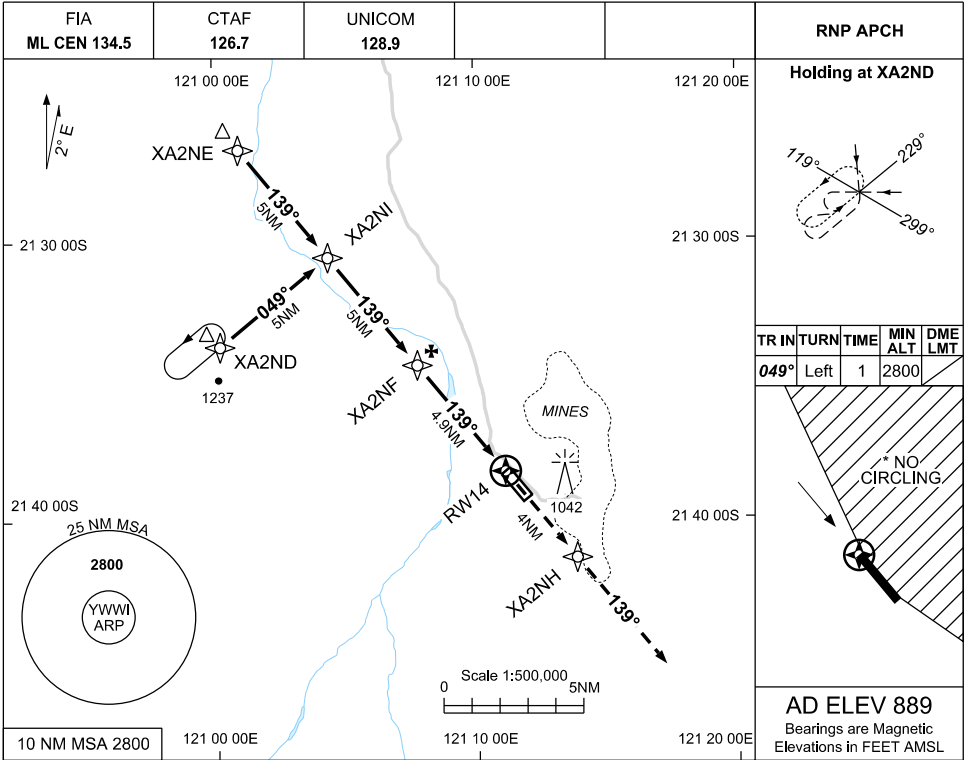 FIA
ML CEN 134.5
CTAF
126.7
UNICOM
128.9
RNP APCH
121 00 00E
121 10 00E
121 20 00E
2° E
XA2NE
139°
5NM
XA2NI
21 30 00S
21 30 00S
049°
5NM
XA2ND
1237
139°
5NM
XA2NF
139°
4.9NM
MINES
1042
RW14
4NM
XA2NH
139°
21 40 00S
21 40 00S
25 NM MSA
2800
YWWI
ARP
Scale 1:500,000
0
5NM
10 NM MSA 2800
121 00 00E
121 10 00E
121 20 00E
Holding at XA2ND
119°
229°
299°
TR IN TURN TIME MIN ALT DME LMT
049° Left 1 2800
* NO
CIRCLING
AD ELEV 889
Bearings are Magnetic
Elevations in FEET AMSL